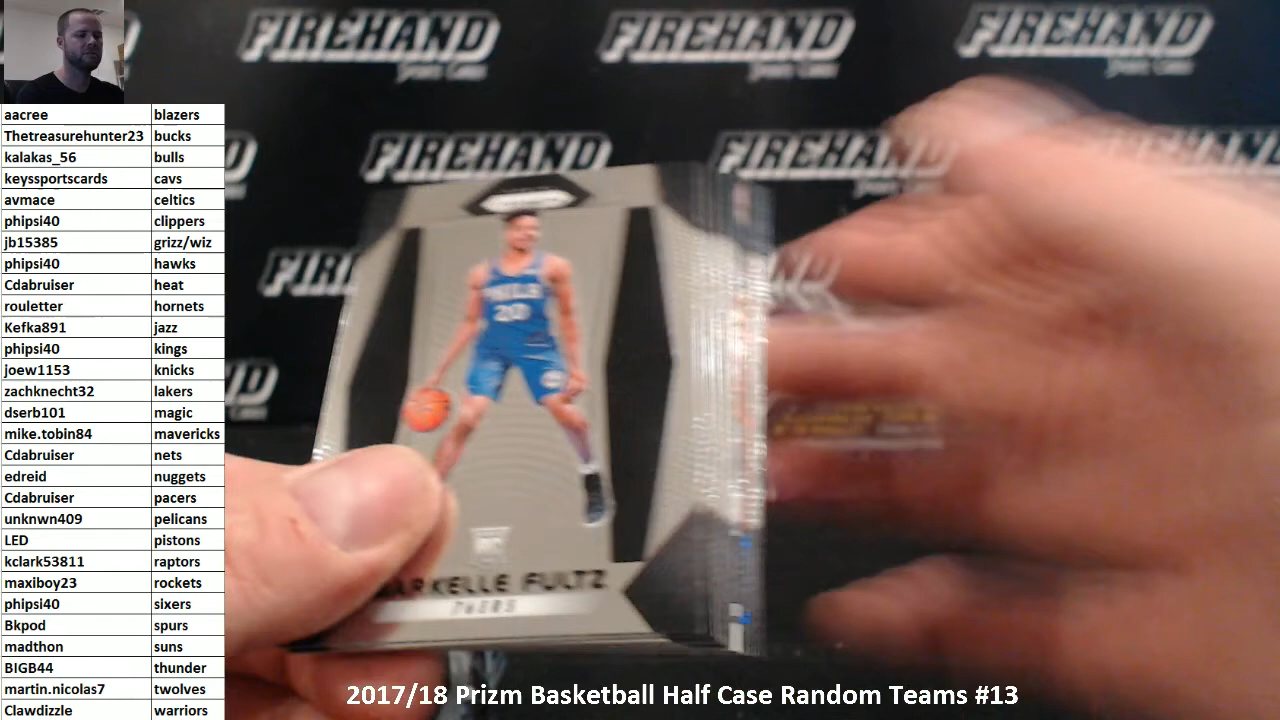 FIREHAND FIREHAND FIREHAND
FIREHAND FIREHAND
aacree blazers
Thetreasurehunter23 bucks
kalakas_56 bulls
keyssportscards cavs
avmace celtics
phipsi40 clippers
jb15385 grizz/wiz
phipsi40 hawks
Cdabruiser heat
rouletter hornets
Kefka891 jazz
phipsi40 kings
joew1153 knicks
zachknecht32 lakers
dserb101 magic
mike.tobin84 mavericks
Cdabruiser nets
edreid nuggets
Cdabruiser pacers
unknwn409 pelicans
LED pistons
kclark53811 raptors
maxiboy23 rockets
phipsi40 sixers
Bkpod spurs
madthon suns
BIGB44 thunder
martin.nicolas7 twolves
Clawdizzle warriors
20
ARKELLE FULTZ
76ERS
2017/18 Prizm Basketball Half Case Random Teams #13